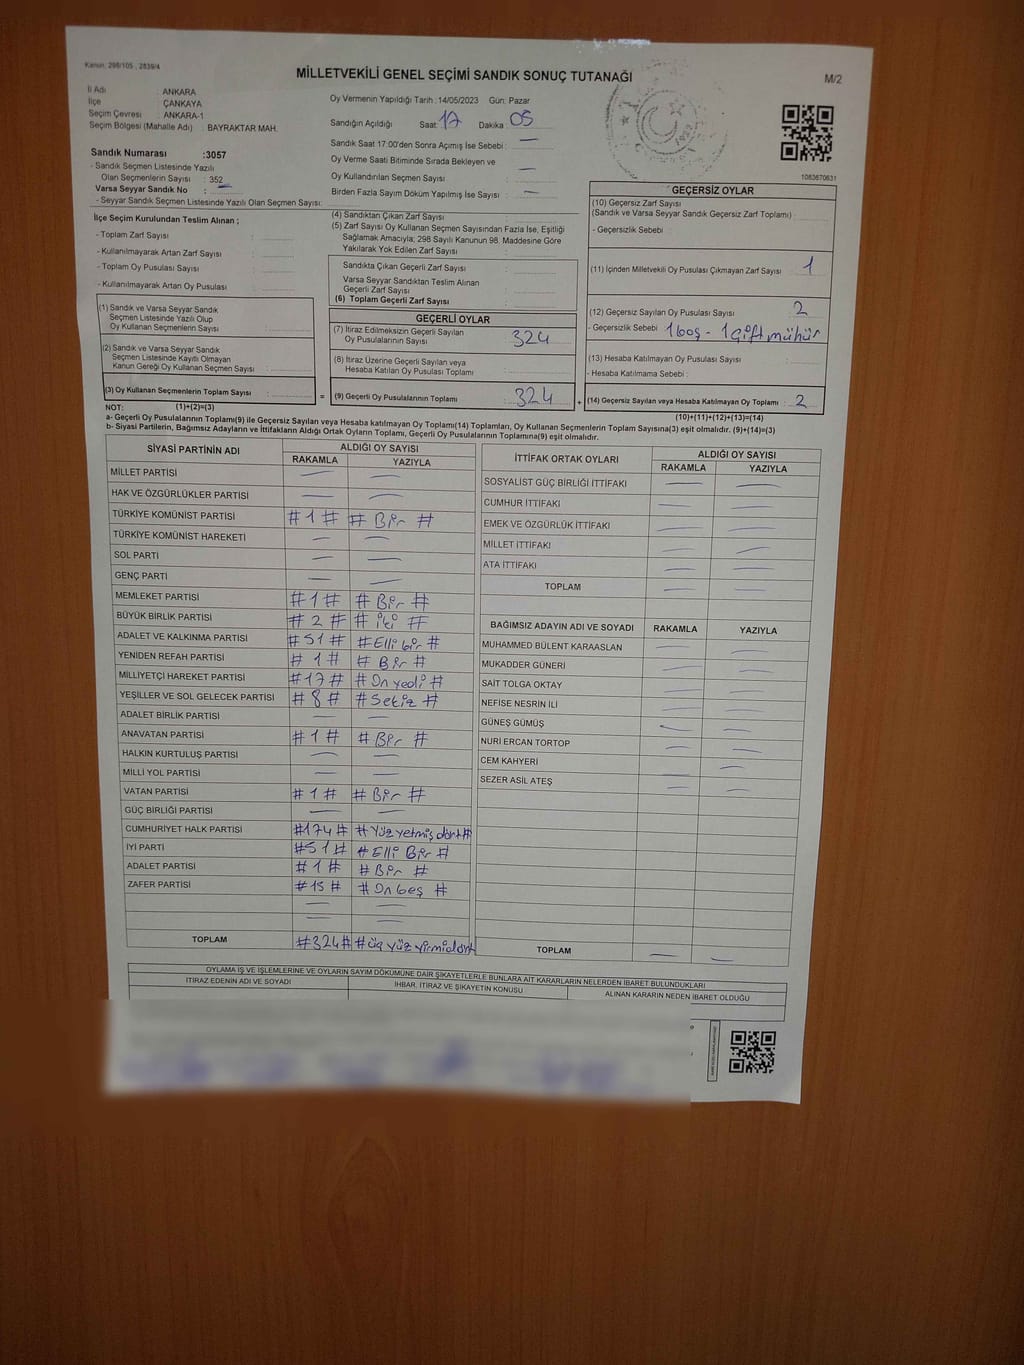 Kanun, 298/105 , 2839/4
MİLLETVEKİLİ GENEL SEÇİMİ SANDIK SONUÇ TUTANAĞI
M/2
İl Adı : ANKARA
İlçe : ÇANKAYA
Seçim Çevresi : ANKARA-1
Seçim Bölgesi (Mahalle Adı) : BAYRAKTAR MAH.
Sandık Numarası :3057
- Sandık Seçmen Listesinde Yazılı
Olan Seçmenlerin Sayısı : 352
Varsa Seyyar Sandık No : —
- Seyyar Sandık Seçmen Listesinde Yazılı Olan Seçmen Sayısı:
Oy Vermenin Yapıldığı Tarih :14/05/2023 Gün: Pazar
Sandığın Açıldığı Saat: 17 Dakika: 05
Sandık Saat 17:00'den Sonra Açımış İse Sebebi : —
Oy Verme Saati Bitiminde Sırada Bekleyen ve
Oy Kullandırılan Seçmen Sayısı : —
Birden Fazla Sayım Döküm Yapılmış İse Sayısı : —
1083670631
İlçe Seçim Kurulundan Teslim Alınan ;
- Toplam Zarf Sayısı :
- Kullanılmayarak Artan Zarf Sayısı :
- Toplam Oy Pusulası Sayısı :
- Kullanılmayarak Artan Oy Pusulası :
(1) Sandık ve Varsa Seyyar Sandık
Seçmen Listesinde Yazılı Olup
Oy Kullanan Seçmenlerin Sayısı :
(2) Sandık ve Varsa Seyyar Sandık
Seçmen Listesinde Kayıtlı Olmayan
Kanun Gereği Oy Kullanan Seçmen Sayısı :
(3) Oy Kullanan Seçmenlerin Toplam Sayısı :
(4) Sandıktan Çıkan Zarf Sayısı :
(5) Zarf Sayısı Oy Kullanan Seçmen Sayısından Fazla İse, Eşitliği
Sağlamak Amacıyla; 298 Sayılı Kanunun 98. Maddesine Göre
Yakılarak Yok Edilen Zarf Sayısı :
Sandıkta Çıkan Geçerli Zarf Sayısı :
Varsa Seyyar Sandıktan Teslim Alınan
Geçerli Zarf Sayısı :
(6) Toplam Geçerli Zarf Sayısı :
GEÇERLİ OYLAR
(7) İtiraz Edilmeksizin Geçerli Sayılan
Oy Pusulalarının Sayısı : 324
(8) İtiraz Üzerine Geçerli Sayılan veya
Hesaba Katılan Oy Pusulası Toplamı :
= (9) Geçerli Oy Pusulalarının Toplamı : 324 +
GEÇERSİZ OYLAR
(10) Geçersiz Zarf Sayısı
(Sandık ve Varsa Seyyar Sandık Geçersiz Zarf Toplamı) :
- Geçersizlik Sebebi :
(11) İçinden Milletvekili Oy Pusulası Çıkmayan Zarf Sayısı : 1
(12) Geçersiz Sayılan Oy Pusulası Sayısı : 2
- Geçersizlik Sebebi : 1 boş - 1 çift mühür
(13) Hesaba Katılmayan Oy Pusulası Sayısı :
- Hesaba Katılmama Sebebi :
(14) Geçersiz Sayılan veya Hesaba Katılmayan Oy Toplamı : 2
NOT: (1)+(2)=(3)
(10)+(11)+(12)+(13)=(14)
a- Geçerli Oy Pusulalarının Toplamı(9) ile Geçersiz Sayılan veya Hesaba Katılmayan Oy Toplamı(14) Toplamları, Oy Kullanan Seçmenlerin Toplam Sayısına(3) eşit olmalıdır. (9)+(14)=(3)
b- Siyasi Partilerin, Bağımsız Adayların ve İttifakların Aldığı Ortak Oyların Toplamı, Geçerli Oy Pusulalarının Toplamına(9) eşit olmalıdır.
SİYASİ PARTİNİN ADI ALDIĞI OY SAYISI
RAKAMLA YAZIYLA
MİLLET PARTİSİ — —
HAK VE ÖZGÜRLÜKLER PARTİSİ — —
TÜRKİYE KOMÜNİST PARTİSİ #1# # Bir #
TÜRKİYE KOMÜNİST HAREKETİ — —
SOL PARTİ — —
GENÇ PARTİ — —
MEMLEKET PARTİSİ #1# # Bir #
BÜYÜK BİRLİK PARTİSİ # 2 # # iki #
ADALET VE KALKINMA PARTİSİ #51 # #Elli bir #
YENİDEN REFAH PARTİSİ # 1# # Bir #
MİLLİYETÇİ HAREKET PARTİSİ #17# #On yedi #
YEŞİLLER VE SOL GELECEK PARTİSİ # 8 # #Sekiz #
ADALET BİRLİK PARTİSİ — —
ANAVATAN PARTİSİ #1# # Bir #
HALKIN KURTULUŞ PARTİSİ — —
MİLLİ YOL PARTİSİ — —
VATAN PARTİSİ #1# # Bir #
GÜÇ BİRLİĞİ PARTİSİ — —
CUMHURİYET HALK PARTİSİ #174# #Yüz yetmiş dört#
İYİ PARTİ #51# #Elli Bir #
ADALET PARTİSİ #1# #Bir #
ZAFER PARTİSİ #15 # #On beş #
— —
— —
TOPLAM #324# #üç yüz yirmi dört
İTTİFAK ORTAK OYLARI ALDIĞI OY SAYISI
RAKAMLA YAZIYLA
SOSYALİST GÜÇ BİRLİĞİ İTTİFAKI — —
CUMHUR İTTİFAKI — —
EMEK VE ÖZGÜRLÜK İTTİFAKI — —
MİLLET İTTİFAKI — —
ATA İTTİFAKI — —
TOPLAM — —
BAĞIMSIZ ADAYIN ADI VE SOYADI RAKAMLA YAZIYLA
MUHAMMED BÜLENT KARAASLAN — —
MUKADDER GÜNERİ — —
SAİT TOLGA OKTAY — —
NEFİSE NESRİN İLİ — —
GÜNEŞ GÜMÜŞ — —
NURİ ERCAN TORTOP — —
CEM KAHYERİ — —
SEZER ASİL ATEŞ — —
TOPLAM — —
OYLAMA İŞ VE İŞLEMLERİNE VE OYLARIN SAYIM DÖKÜMÜNE DAİR ŞİKAYETLERLE BUNLARA AİT KARARLARIN NELERDEN İBARET BULUNDUKLARI
İTİRAZ EDENİN ADI VE SOYADI İHBAR, İTİRAZ VE ŞİKAYETİN KONUSU ALINAN KARARIN NEDEN İBARET OLDUĞU